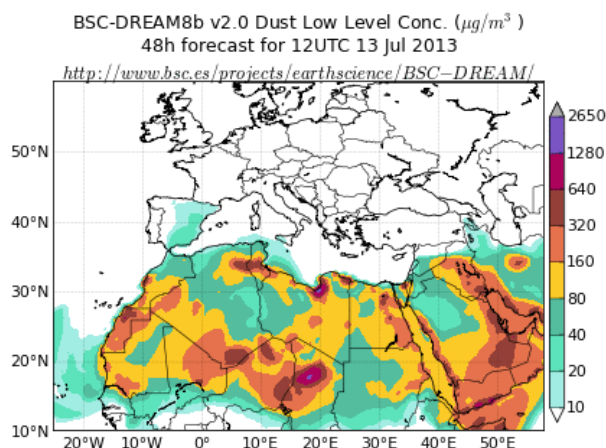 BSC-DREAM8b v2.0 Dust Low Level Conc. (μg/m³ )
48h forecast for 12UTC 13 Jul 2013
http://www.bsc.es/projects/earthscience/BSC−DREAM/
2650
1280
640
320
160
80
40
20
10
50°N
40°N
30°N
20°N
10°N
20°W 10°W 0° 10°E 20°E 30°E 40°E 50°E